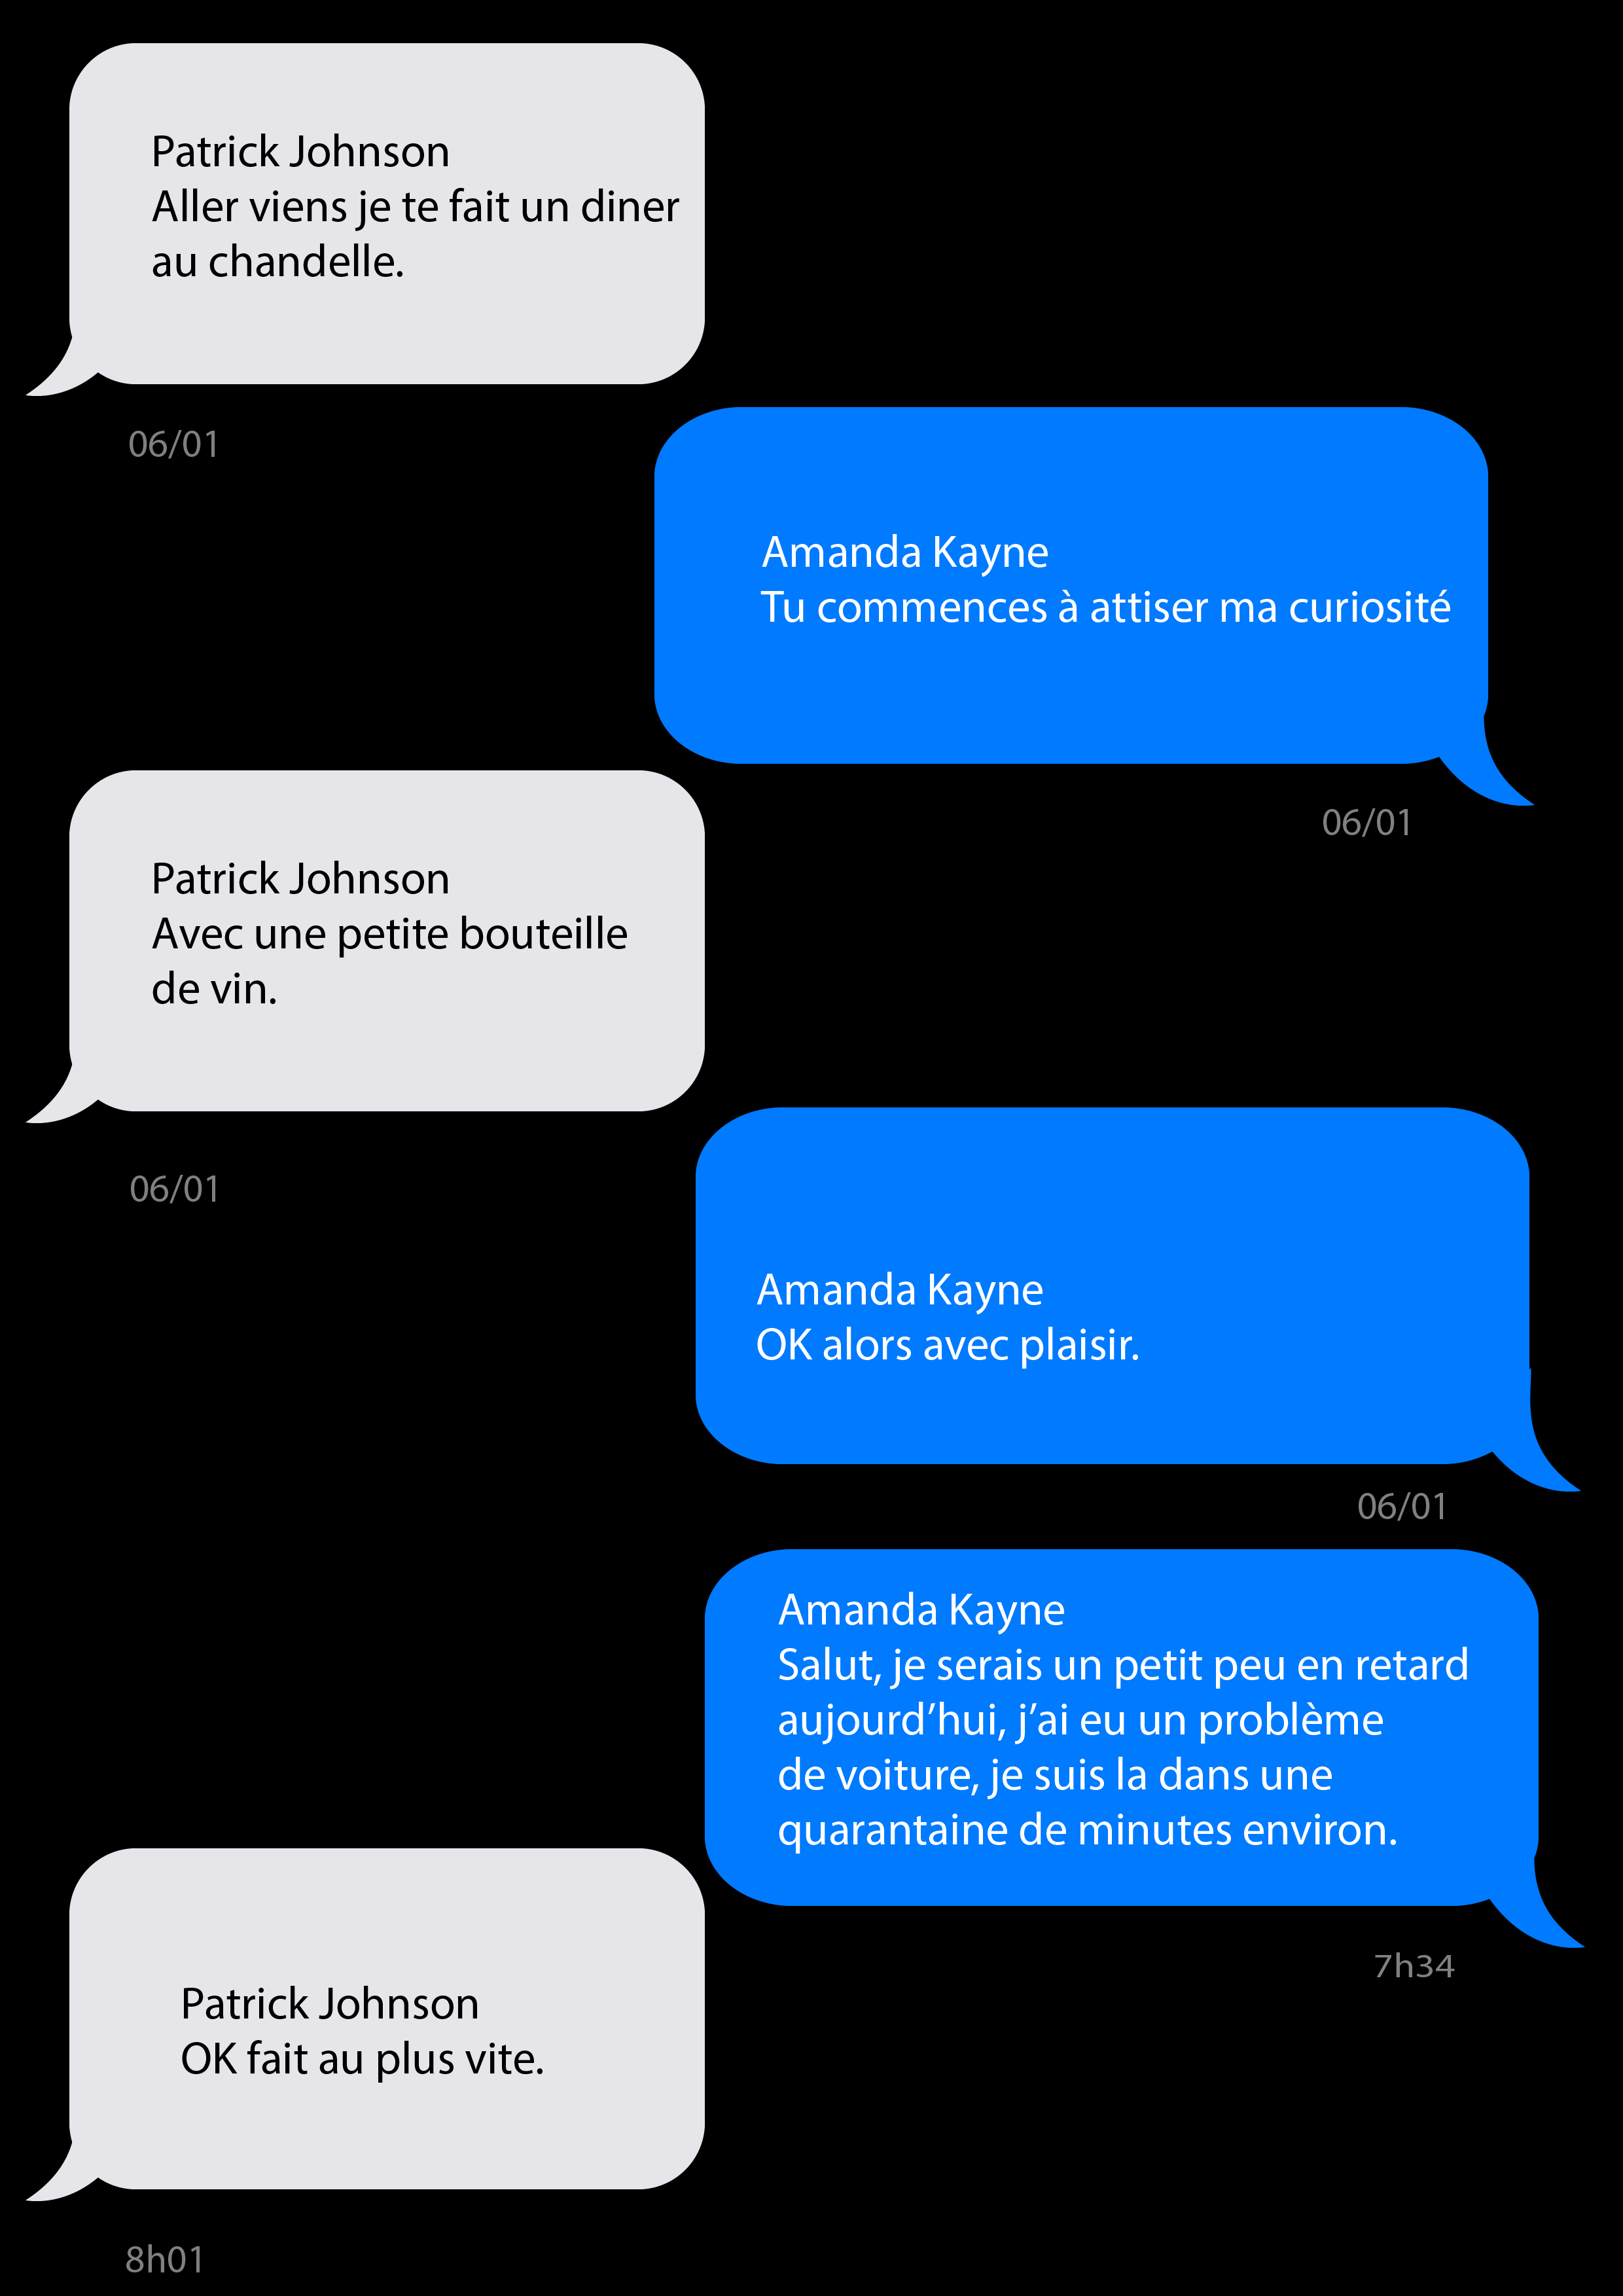 Patrick Johnson
Aller viens je te fait un diner
au chandelle.
06/01
Amanda Kayne
Tu commences à attiser ma curiosité
06/01
Patrick Johnson
Avec une petite bouteille
de vin.
06/01
Amanda Kayne
OK alors avec plaisir.
06/01
Amanda Kayne
Salut, je serais un petit peu en retard
aujourd’hui, j’ai eu un problème
de voiture, je suis la dans une
quarantaine de minutes environ.
7h34
Patrick Johnson
OK fait au plus vite.
8h01